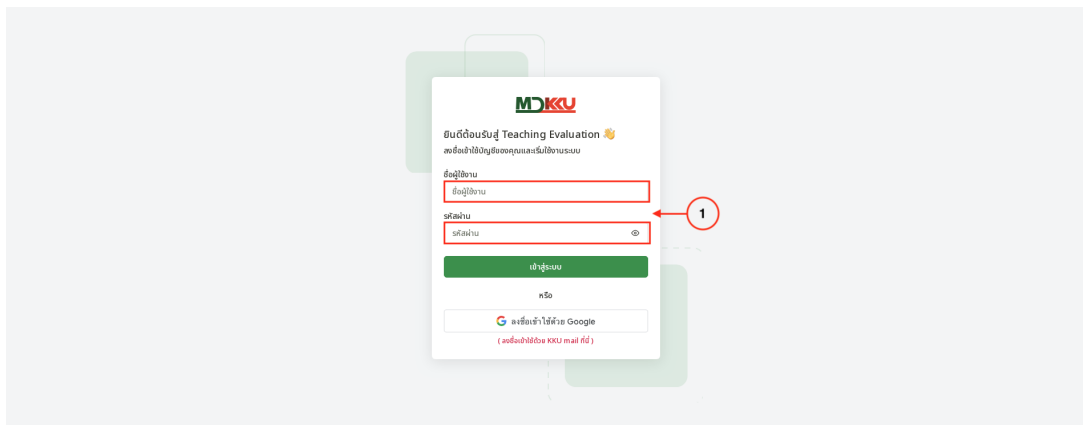 MDKKU
ยินดีต้อนรับสู่ Teaching Evaluation 👋
ลงชื่อเข้าใช้บัญชีของคุณและเริ่มใช้งานระบบ
ชื่อผู้ใช้งาน
ชื่อผู้ใช้งาน
รหัสผ่าน
1
รหัสผ่าน
เข้าสู่ระบบ
หรือ
ลงชื่อเข้าใช้ด้วย Google
( ลงชื่อเข้าใช้ด้วย KKU mail ที่นี่ )